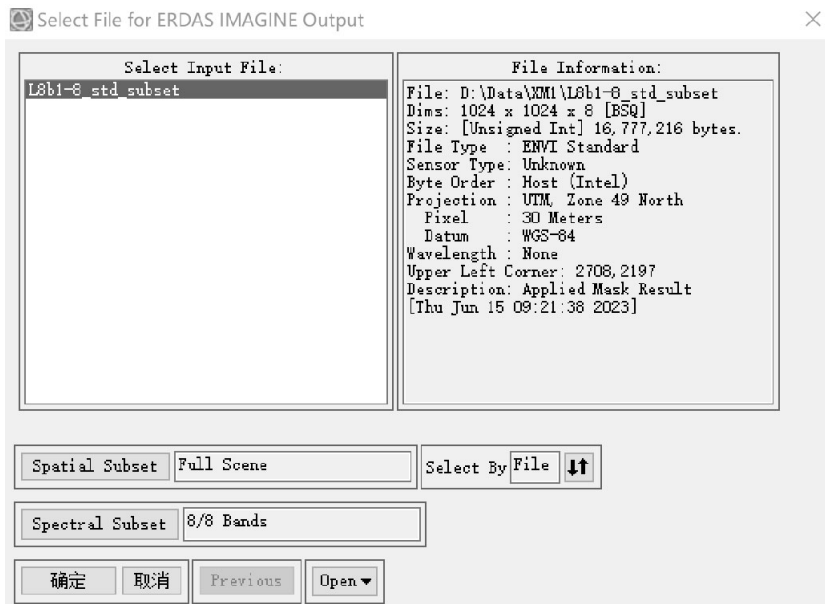 Select File for ERDAS IMAGINE Output
Select Input File:
L8b1-8_std_subset
File Information:
File: D:\Data\XM1\L8b1-8_std_subset
Dims: 1024 x 1024 x 8 [BSQ]
Size: [Unsigned Int] 16,777,216 bytes.
File Type : ENVI Standard
Sensor Type: Unknown
Byte Order : Host (Intel)
Projection : UTM, Zone 49 North
Pixel : 30 Meters
Datum : WGS-84
Wavelength : None
Upper Left Corner: 2708,2197
Description: Applied Mask Result
[Thu Jun 15 09:21:38 2023]
Spatial Subset Full Scene
Select By File
Spectral Subset 8/8 Bands
确定 取消 Previous Open